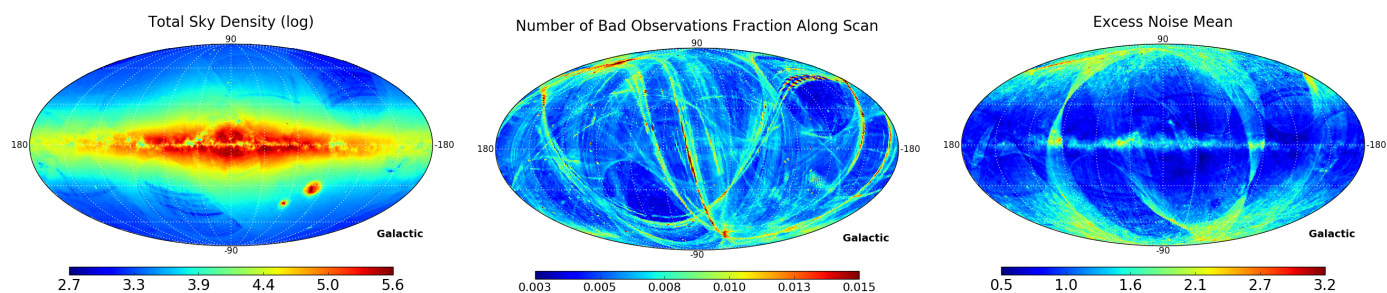 Total Sky Density (log)
90
180
-180
-90
Galactic
2.7 3.3 3.9 4.4 5.0 5.6
Number of Bad Observations Fraction Along Scan
90
180
-180
-90
Galactic
0.003 0.005 0.008 0.010 0.013 0.015
Excess Noise Mean
90
180
-180
-90
Galactic
0.5 1.0 1.6 2.1 2.7 3.2